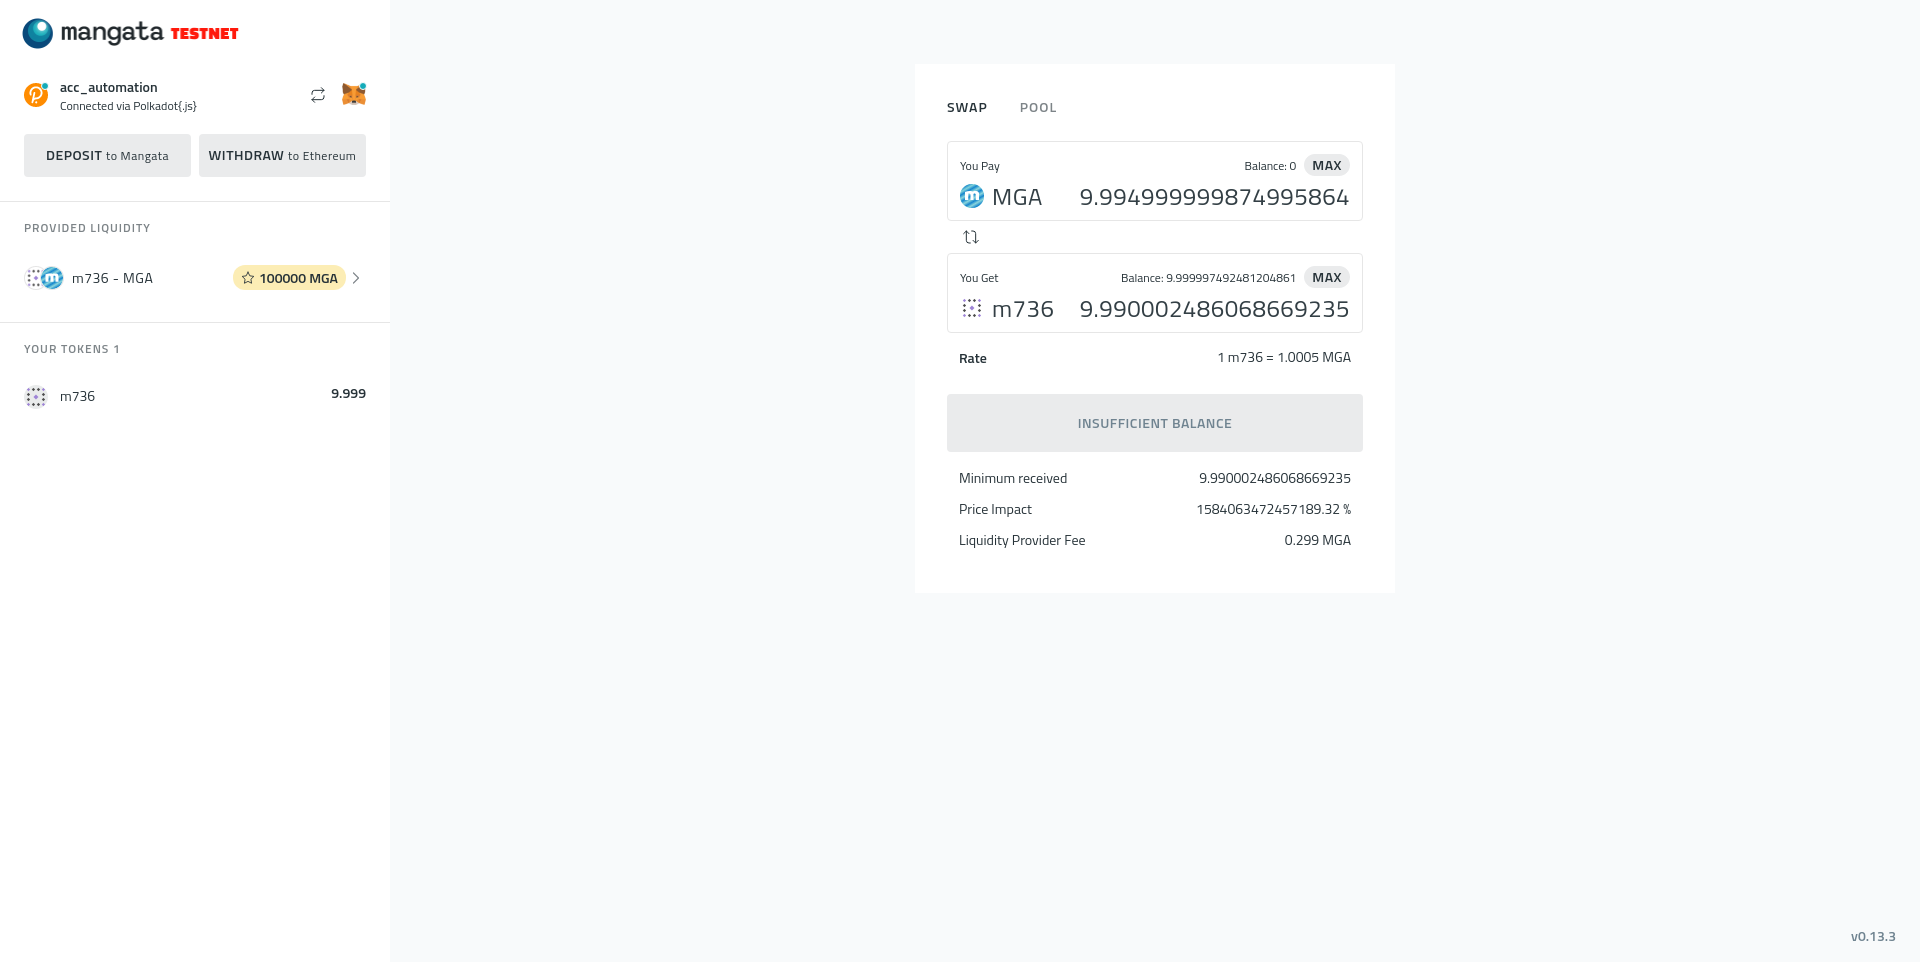 mangata TESTNET
acc_automation
Connected via Polkadot{.js}
DEPOSIT to Mangata
WITHDRAW to Ethereum
PROVIDED LIQUIDITY
m736 - MGA
100000 MGA
YOUR TOKENS 1
m736
9.999
SWAP
POOL
You Pay
Balance: 0
MAX
MGA
9.994999999874995864
You Get
Balance: 9.999997492481204861
MAX
m736
9.990002486068669235
Rate
1 m736 = 1.0005 MGA
INSUFFICIENT BALANCE
Minimum received
9.990002486068669235
Price Impact
1584063472457189.32 %
Liquidity Provider Fee
0.299 MGA
v0.13.3